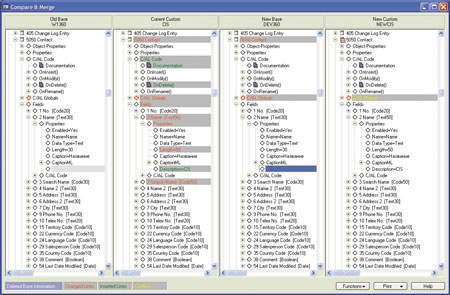 Compare & Merge
Old Base
Current Custom
New Base
New Custom
W1360
CIS
DEV360
NEWCIS
405 Change Log Entry
5050 Contact
Object-Properties
Properties
C/AL Code
Documentation
OnInsert()
OnModify()
OnDelete()
OnRename()
C/AL Globals
Fields
1 No. [Code20]
2 Name [Text30]
Properties
Enabled=Yes
Name=Name
Data Type=Text
Length=30
CaptionML
C/AL Code
3 Search Name [Code30]
4 Name 2 [Text30]
5 Address [Text30]
6 Address 2 [Text30]
7 City [Text30]
9 Phone No. [Text30]
10 Telex No. [Text20]
15 Territory Code [Code10]
22 Currency Code [Code10]
24 Language Code [Code10]
29 Salesperson Code [Code10]
35 Country Code [Code10]
38 Comment [Boolean]
54 Last Date Modified [Date]
405 Change Log Entry
5050 Contact
Object-Properties
Properties
C/AL Code
Documentation
OnInsert()
OnModify()
OnDelete()
OnRename()
C/AL Globals
Fields
1 No. [Code20]
2 Name [Text50]
Properties
Enabled=Yes
Name=Name
Data Type=Text
Length=50
CaptionML
Description=CIS
C/AL Code
4 Name 2 [Text30]
5 Address [Text30]
6 Address 2 [Text30]
7 City [Text30]
9 Phone No. [Text30]
10 Telex No. [Text20]
15 Territory Code [Code10]
22 Currency Code [Code10]
24 Language Code [Code10]
29 Salesperson Code [Code10]
35 Country Code [Code10]
38 Comment [Boolean]
54 Last Date Modified [Date]
405 Change Log Entry
5050 Contact
Object-Properties
Properties
C/AL Code
Documentation
OnInsert()
OnModify()
OnDelete()
OnRename()
C/AL Globals
Fields
1 No. [Code20]
2 Name [Text30]
Properties
Enabled=Yes
Name=Name
Data Type=Text
Length=30
CaptionML
C/AL Code
3 Search Name [Code30]
4 Name 2 [Text30]
5 Address [Text30]
6 Address 2 [Text30]
7 City [Text30]
9 Phone No. [Text30]
10 Telex No. [Text20]
15 Territory Code [Code10]
22 Currency Code [Code10]
24 Language Code [Code10]
29 Salesperson Code [Code10]
35 Country Code [Code10]
38 Comment [Boolean]
54 Last Date Modified [Date]
405 Change Log Entry
5050 Contact
Object-Properties
Properties
C/AL Code
Documentation
OnInsert()
OnModify()
OnDelete()
OnRename()
Fields
1 No. [Code20]
2 Name [Text50]
Properties
Enabled=Yes
Name=Name
Data Type=Text
Length=50
CaptionML
Description=CIS
C/AL Code
3 Search Name [Code50]
4 Name 2 [Text30]
5 Address [Text30]
6 Address 2 [Text30]
7 City [Text30]
9 Phone No. [Text30]
10 Telex No. [Text20]
15 Territory Code [Code10]
22 Currency Code [Code10]
24 Language Code [Code10]
29 Salesperson Code [Code10]
35 Country Code [Code10]
38 Comment [Boolean]
54 Last Date Modified [Date]
Deleted Base Information
Changed Lines
Inserted Lines
Functions
Print
Help